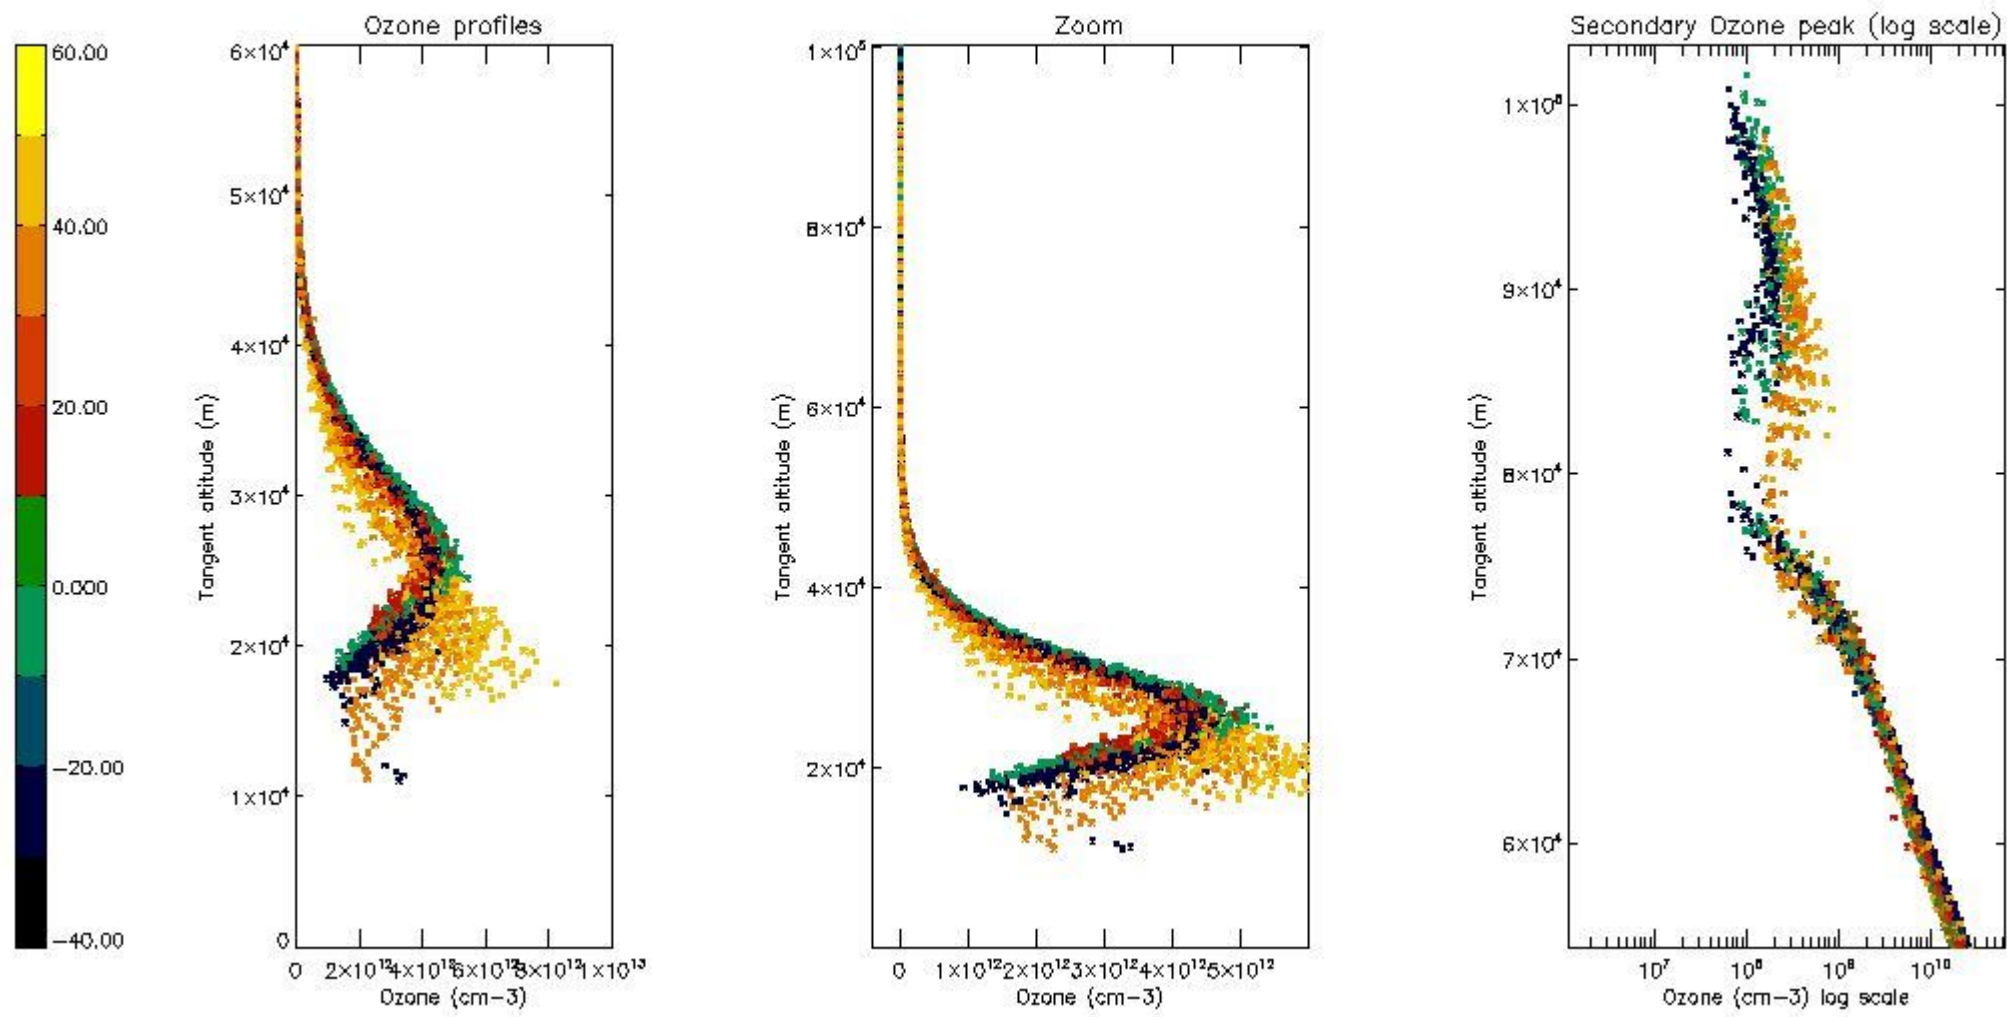 Ozone profiles
Zoom
Secondary Ozone peak (log scale)
60.00
40.00
20.00
0.000
−20.00
−40.00
6×10⁴
5×10⁴
4×10⁴
3×10⁴
2×10⁴
1×10⁴
0
Tangent altitude (m)
0 2×10¹² 4×10¹² 6×10¹² 8×10¹² 1×10¹³
Ozone (cm−3)
1×10⁵
8×10⁴
6×10⁴
4×10⁴
2×10⁴
Tangent altitude (m)
0 1×10¹² 2×10¹² 3×10¹² 4×10¹² 5×10¹²
Ozone (cm−3)
1×10⁵
9×10⁴
8×10⁴
7×10⁴
6×10⁴
Tangent altitude (m)
10⁷ 10⁸ 10⁹ 10¹⁰
Ozone (cm−3) log scale